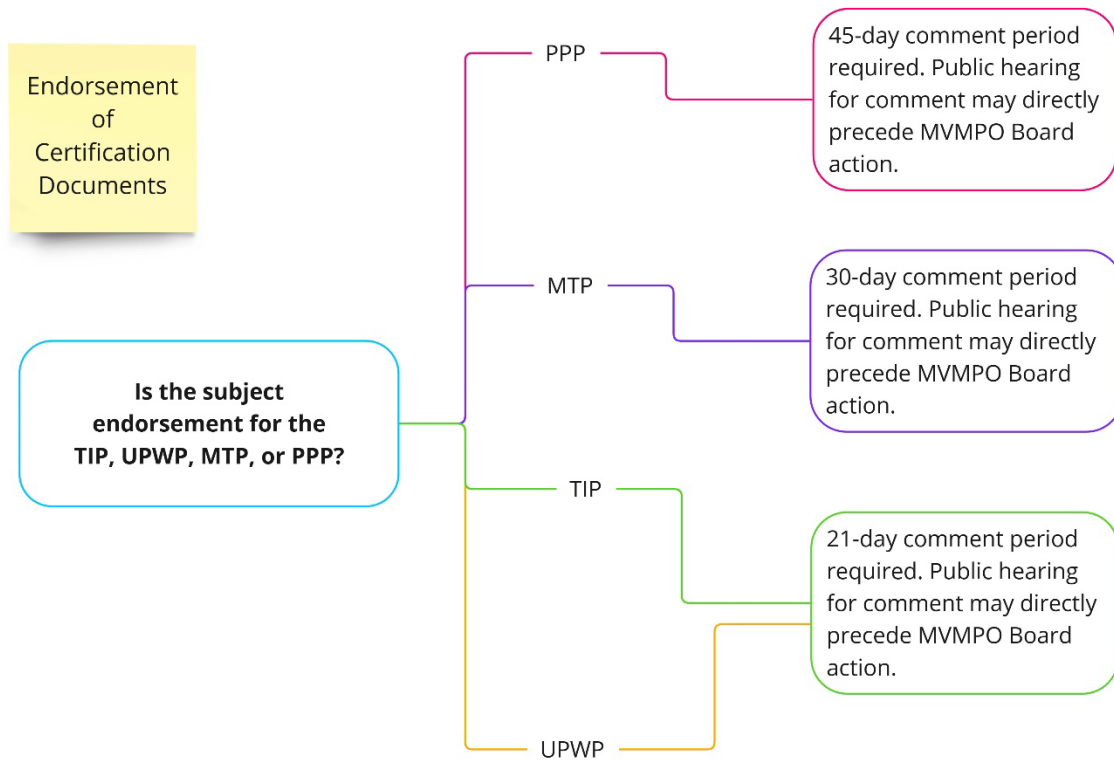 Endorsement
of
Certification
Documents
PPP
45-day comment period
required. Public hearing
for comment may directly
precede MVMPO Board
action.
MTP
30-day comment period
required. Public hearing
for comment may directly
precede MVMPO Board
action.
Is the subject
endorsement for the
TIP, UPWP, MTP, or PPP?
TIP
21-day comment period
required. Public hearing
for comment may directly
precede MVMPO Board
action.
UPWP